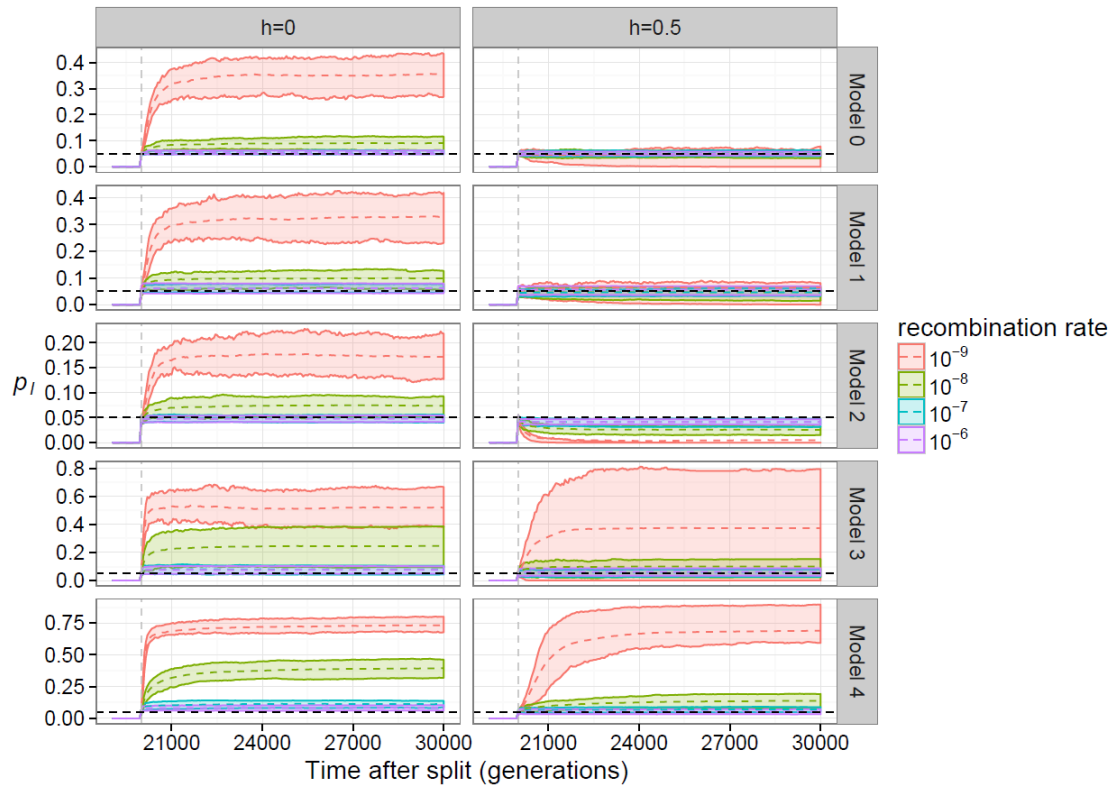 h=0
h=0.5
0.4
0.3
0.2
0.1
0.0
Model 0
0.4
0.3
0.2
0.1
0.0
Model 1
0.20
0.15
0.10
0.05
0.00
Model 2
0.8
0.6
0.4
0.2
0.0
Model 3
0.75
0.50
0.25
0.00
Model 4
p_l
21000 24000 27000 30000
21000 24000 27000 30000
Time after split (generations)
recombination rate
10⁻⁹
10⁻⁸
10⁻⁷
10⁻⁶